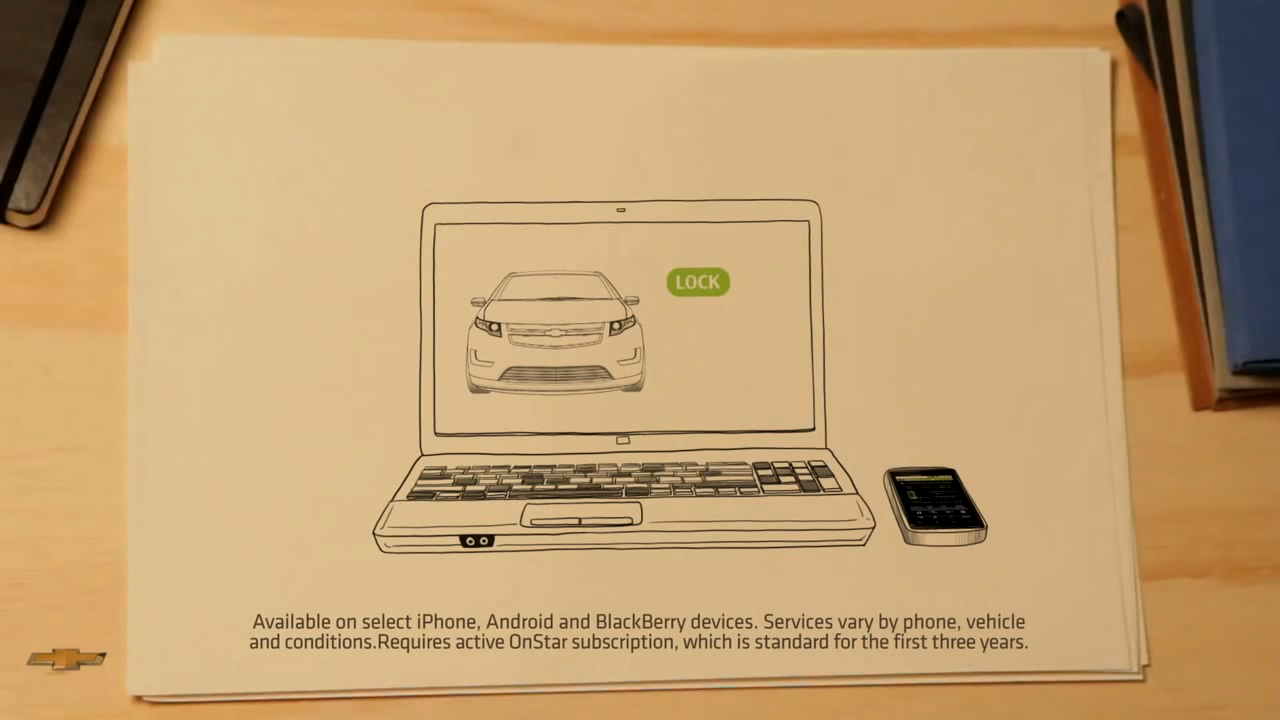 LOCK
Available on select iPhone, Android and BlackBerry devices. Services vary by phone, vehicle
and conditions.Requires active OnStar subscription, which is standard for the first three years.